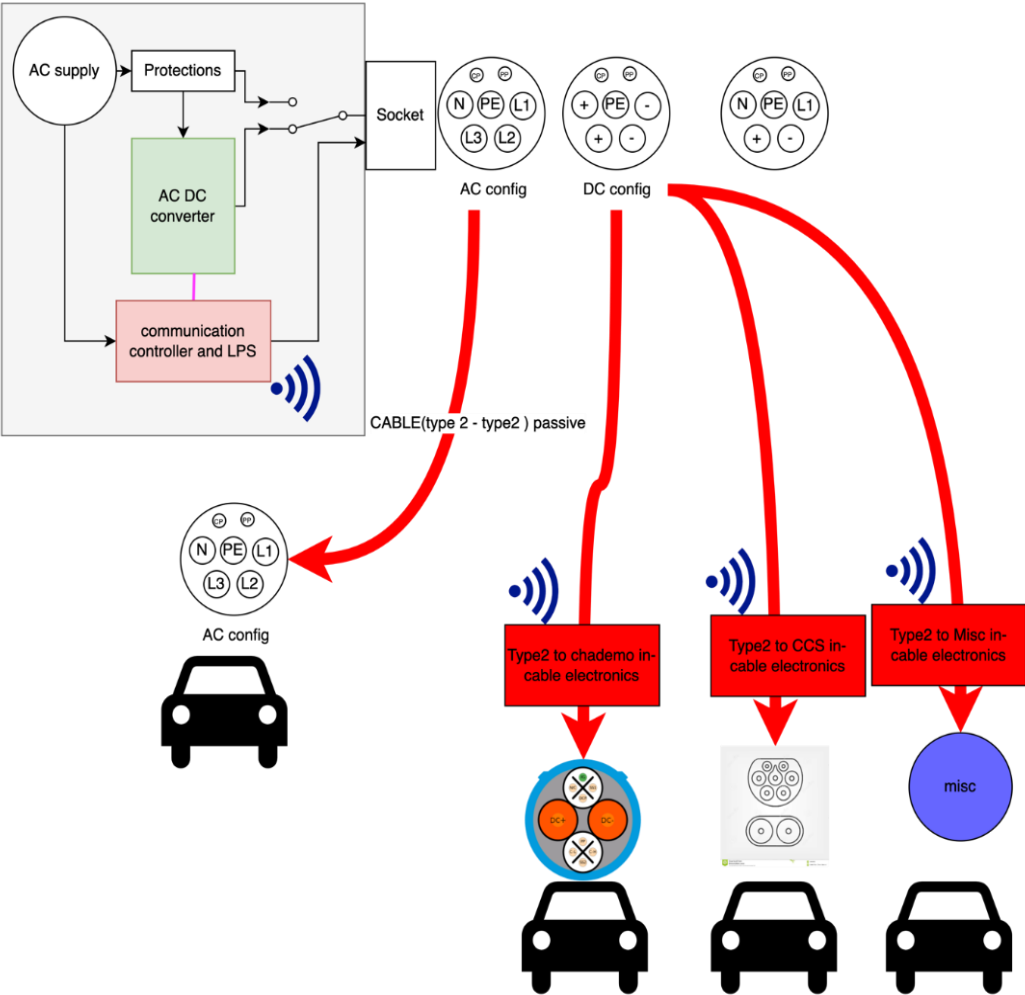 AC supply
Protections
AC DC
converter
communication
controller and LPS
Socket
CP
PP
N
PE
L1
L3
L2
AC config
CP
PP
+
PE
-
+
-
DC config
CP
PP
N
PE
L1
+
-
CABLE(type 2 - type2 ) passive
CP
PP
N
PE
L1
L3
L2
AC config
Type2 to chademo in-
cable electronics
Type2 to CCS in-
cable electronics
Type2 to Misc in-
cable electronics
DC+
DC-
misc